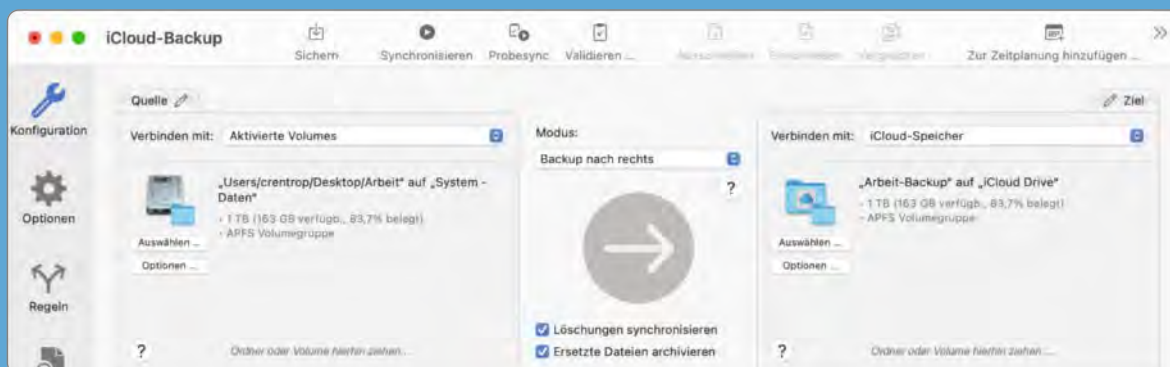 iCloud-Backup
Sichern
Synchronisieren
Probesync
Validieren ...
Zur Zeitplanung hinzufügen ...
Konfiguration
Optionen
Regeln
Quelle
Verbinden mit: Aktivierte Volumes
„Users/crentrop/Desktop/Arbeit“ auf „System -
Daten“
- 1 TB (163 GB verfügb., 83,7% belegt)
- APFS Volumegruppe
Auswählen ...
Optionen ...
?
Ordner oder Volume hierhin ziehen ...
Modus:
Backup nach rechts
?
Löschungen synchronisieren
Ersetzte Dateien archivieren
Ziel
Verbinden mit: iCloud-Speicher
„Arbeit-Backup“ auf „iCloud Drive“
- 1 TB (163 GB verfügb., 83,7% belegt)
- APFS Volumegruppe
Auswählen ...
Optionen ...
?
Ordner oder Volume hierhin ziehen ...